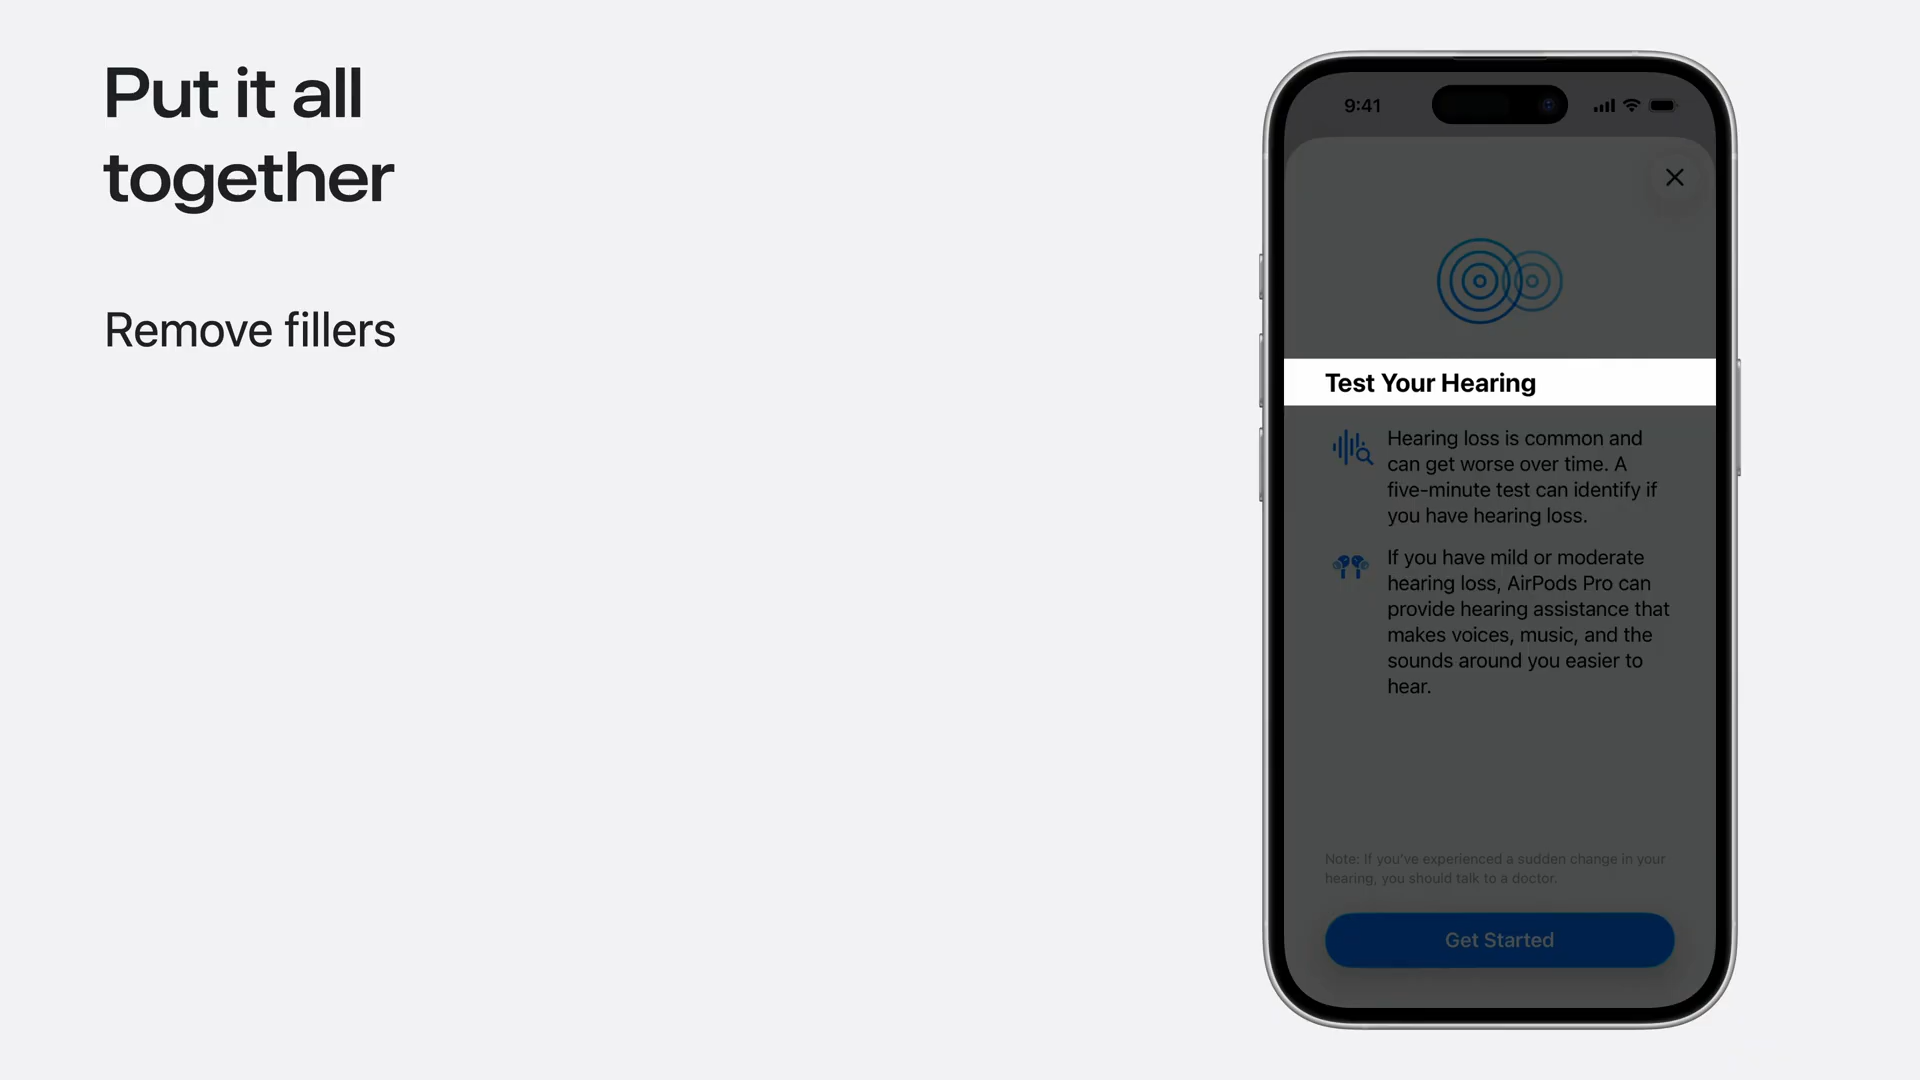 Put it all
together
Remove fillers
9:41
Test Your Hearing
Hearing loss is common and
can get worse over time. A
five-minute test can identify if
you have hearing loss.
If you have mild or moderate
hearing loss, AirPods Pro can
provide hearing assistance that
makes voices, music, and the
sounds around you easier to
hear.
Note: If you've experienced a sudden change in your
hearing, you should talk to a doctor.
Get Started